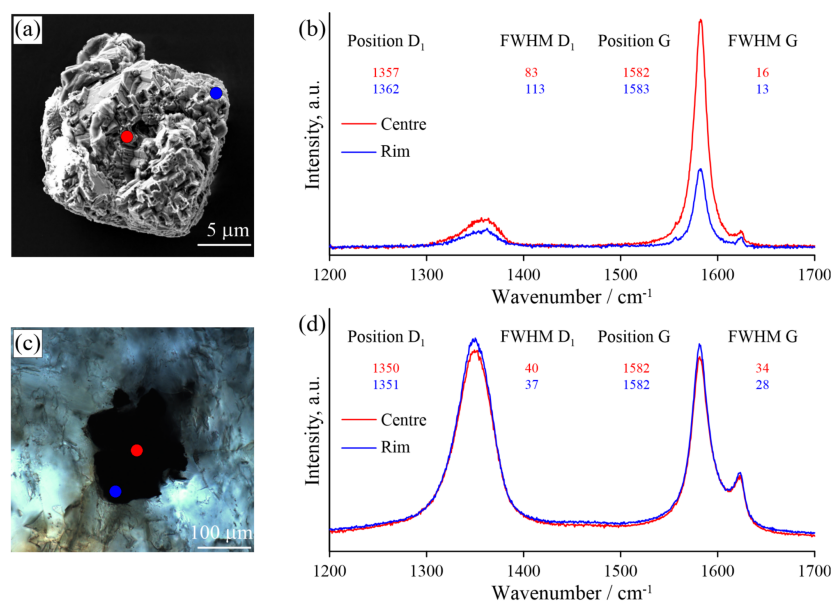 (a)
5 μm
(b)
Position D₁ FWHM D₁ Position G FWHM G
1357 83 1582 16
1362 113 1583 13
Centre
Rim
Intensity, a.u.
1200 1300 1400 1500 1600 1700
Wavenumber / cm⁻¹
(c)
100 μm
(d)
Position D₁ FWHM D₁ Position G FWHM G
1350 40 1582 34
1351 37 1582 28
Centre
Rim
Intensity, a.u.
1200 1300 1400 1500 1600 1700
Wavenumber / cm⁻¹